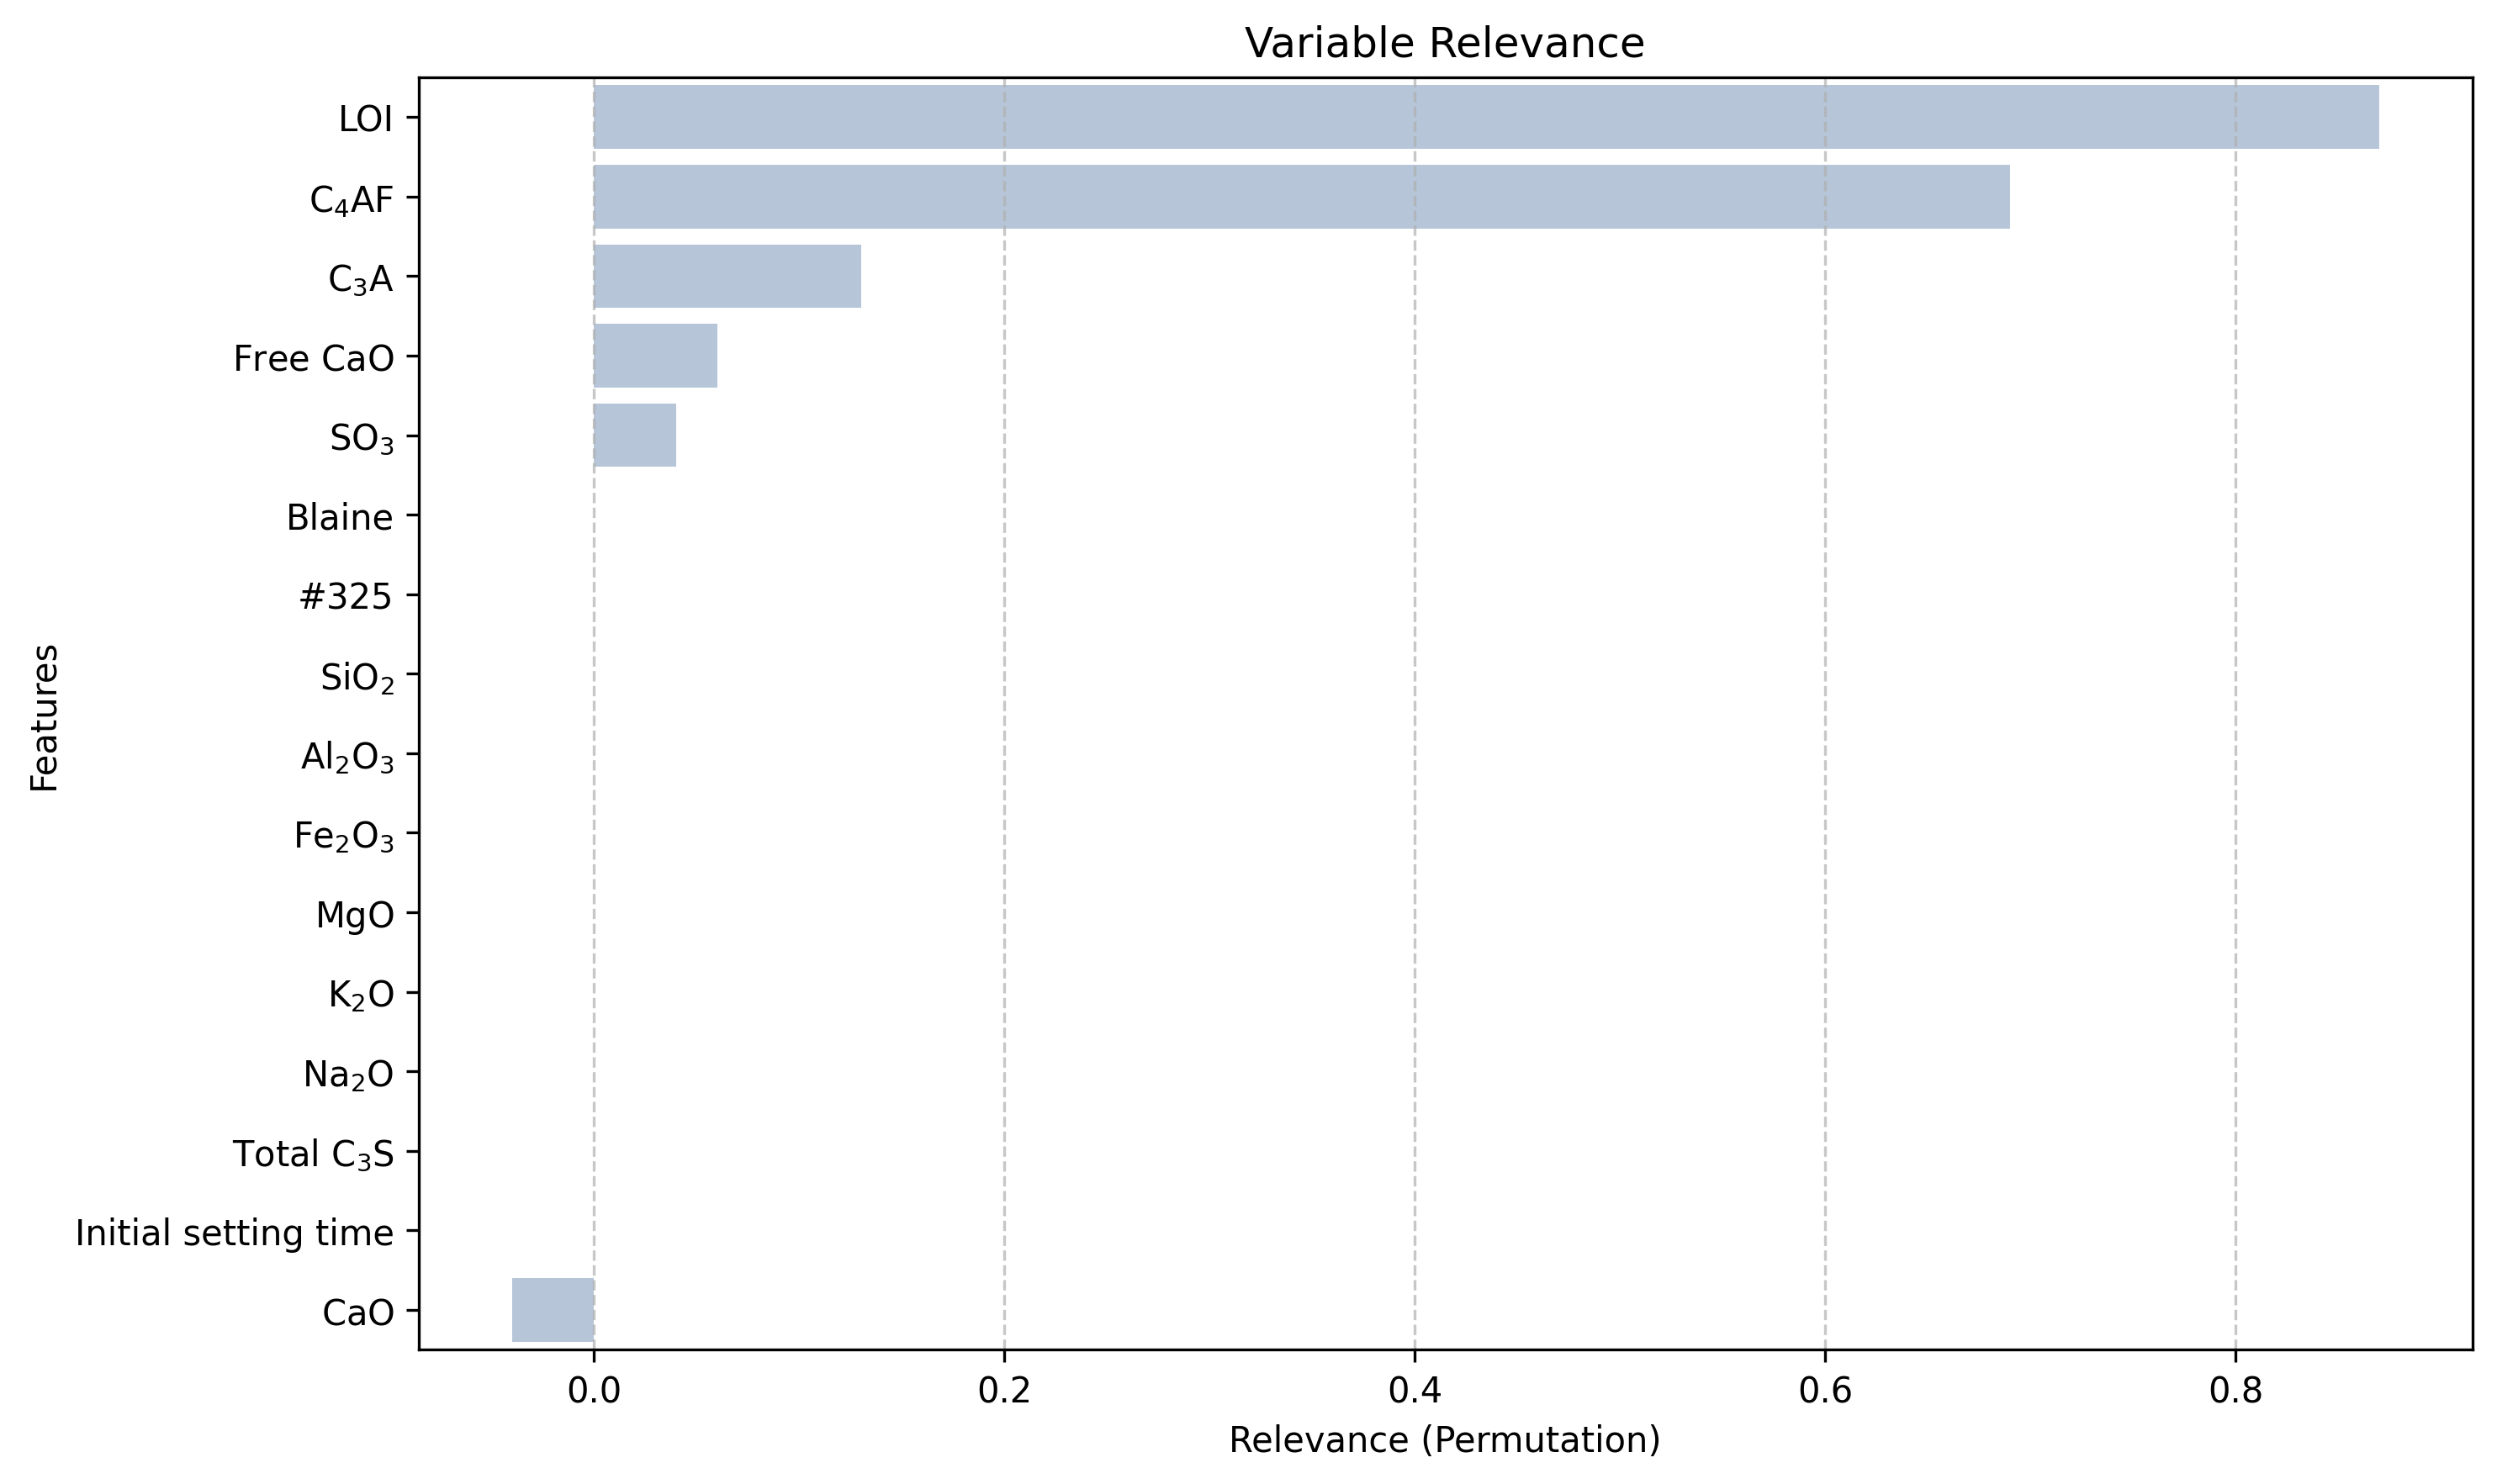 Variable Relevance
LOI
C₄AF
C₃A
Free CaO
SO₃
Blaine
#325
SiO₂
Al₂O₃
Fe₂O₃
MgO
K₂O
Na₂O
Total C₃S
Initial setting time
CaO
Features
0.0 0.2 0.4 0.6 0.8
Relevance (Permutation)